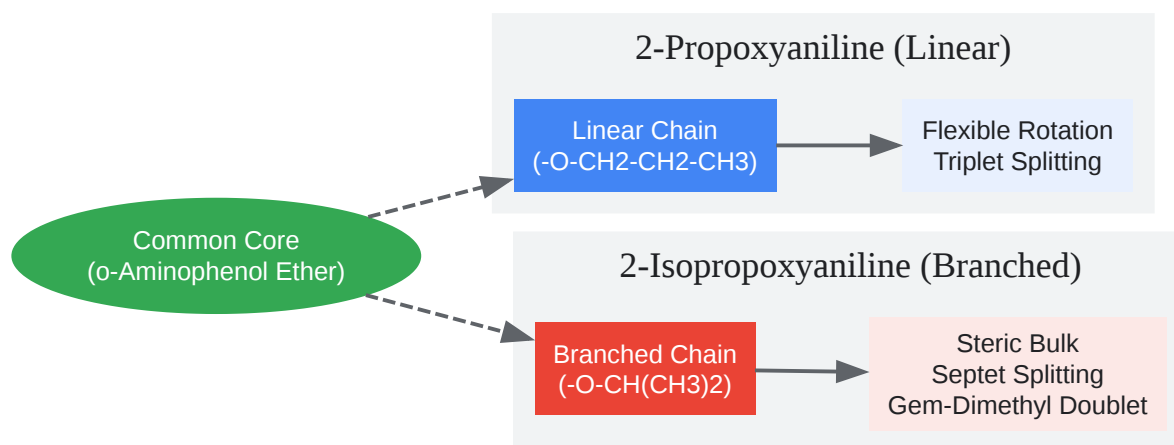 2-Propoxyaniline (Linear)
Linear Chain
(-O-CH2-CH2-CH3)
Flexible Rotation
Triplet Splitting
Common Core
(o-Aminophenol Ether)
2-Isopropoxyaniline (Branched)
Branched Chain
(-O-CH(CH3)2)
Steric Bulk
Septet Splitting
Gem-Dimethyl Doublet